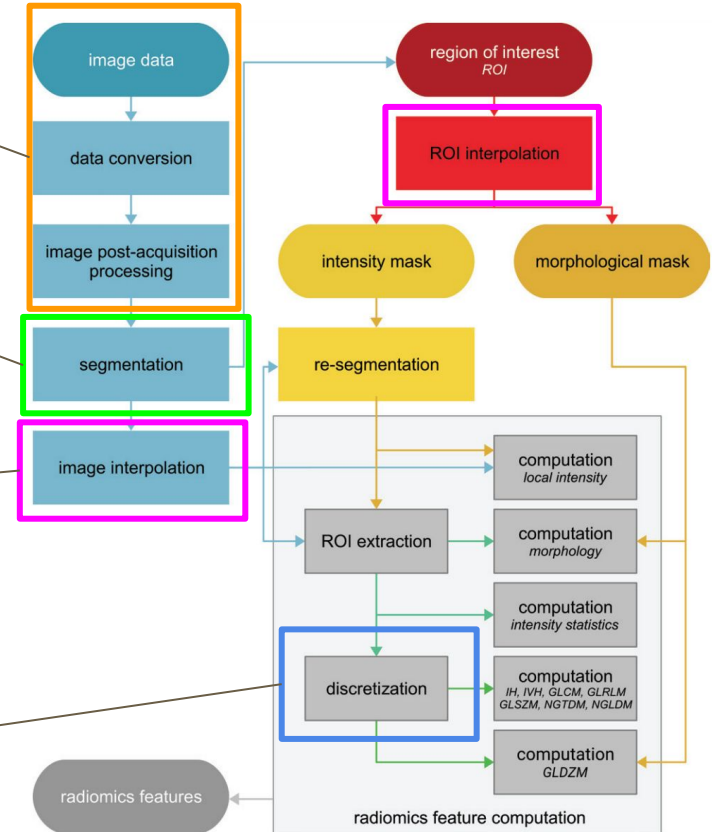 image data
data conversion
image post-acquisition
processing
segmentation
image interpolation
region of interest
ROI
ROI interpolation
intensity mask
morphological mask
re-segmentation
computation
local intensity
ROI extraction
computation
morphology
computation
intensity statistics
discretization
computation
IH, IVH, GLCM, GLRLM
GLSZM, NGTDM, NGLDM
computation
GLDZM
radiomics features
radiomics feature computation